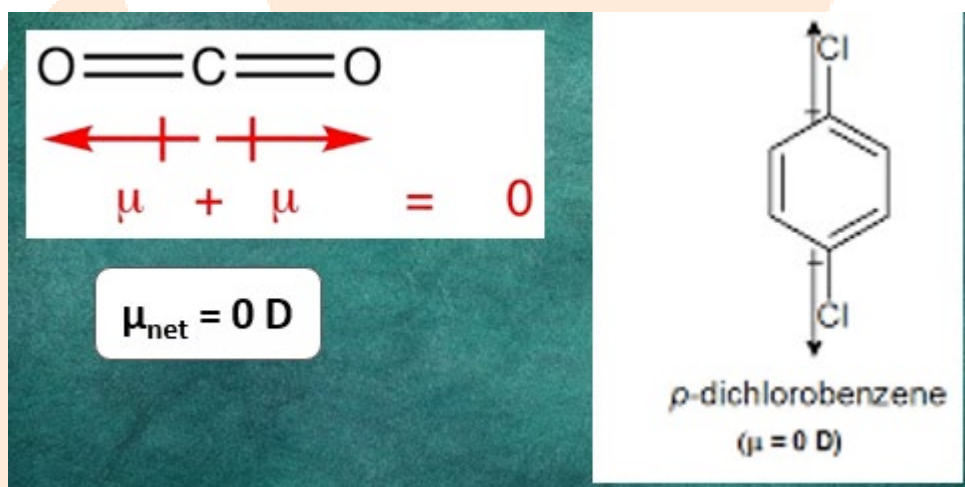 O=C=O
μ + μ = 0
μnet = 0 D
Cl
Cl
ρ-dichlorobenzene
(μ = 0 D)